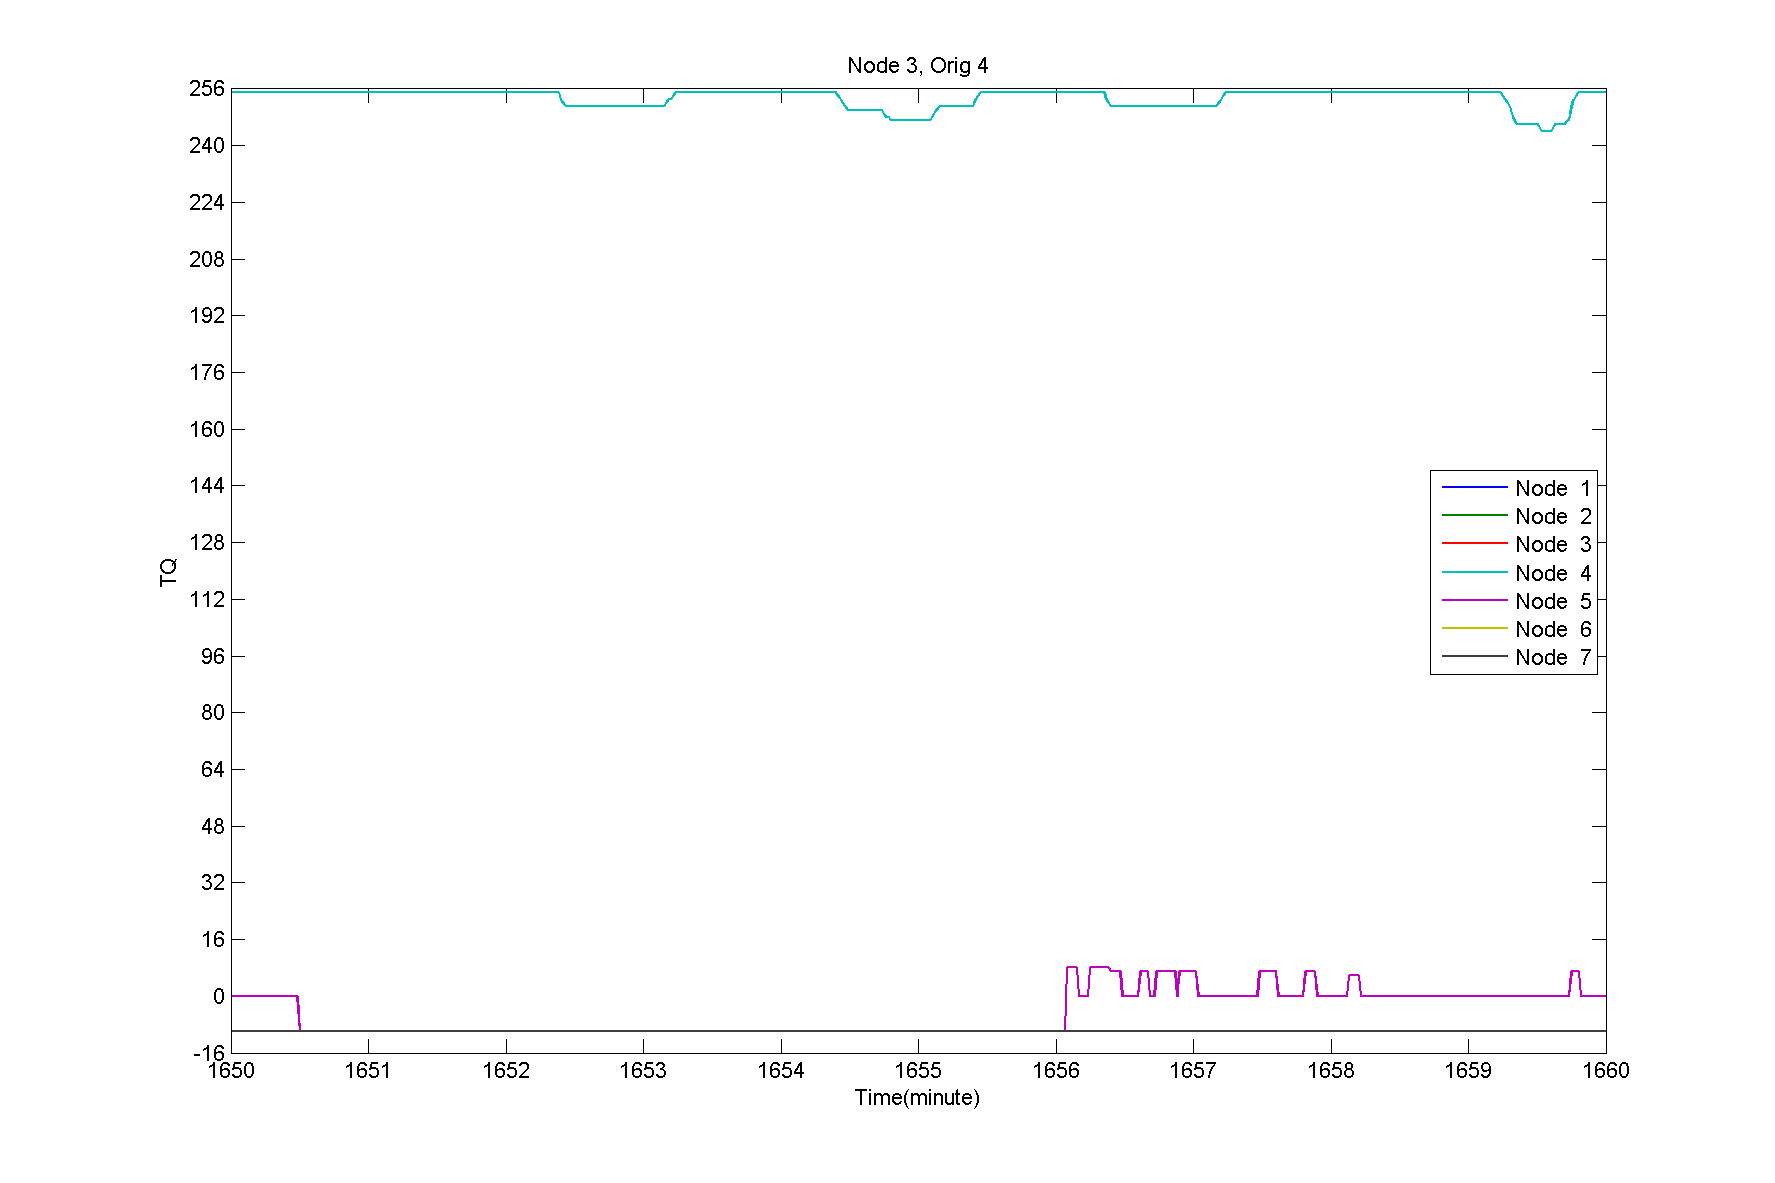 Node 3, Orig 4
256
240
224
208
192
176
160
144
128
112
96
80
64
48
32
16
0
-16
TQ
Node 1
Node 2
Node 3
Node 4
Node 5
Node 6
Node 7
1650 1651 1652 1653 1654 1655 1656 1657 1658 1659 1660
Time(minute)